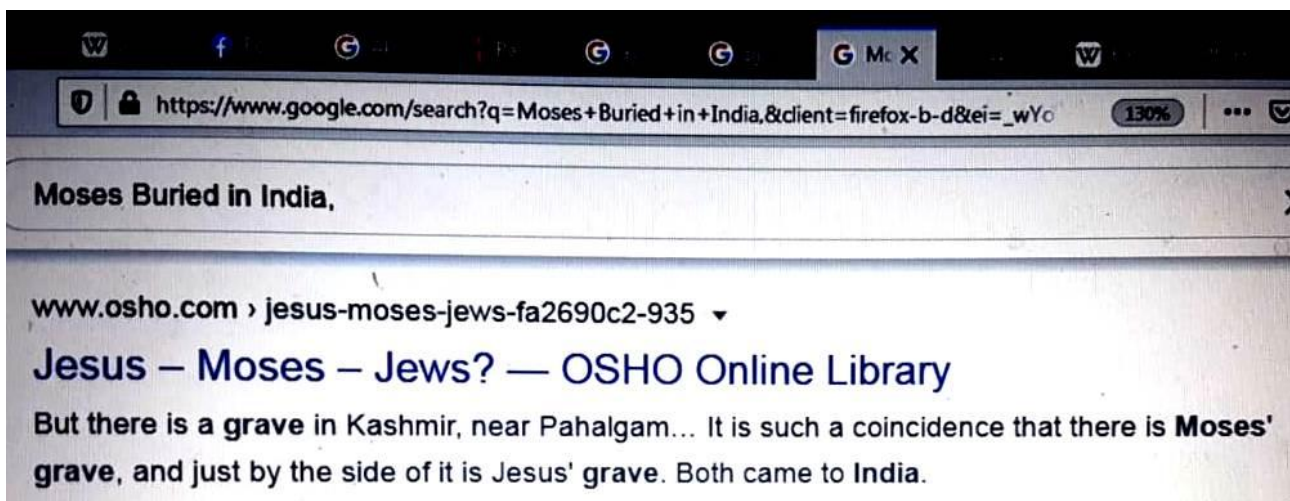 Mc
https://www.google.com/search?q=Moses+Buried+in+India,&client=firefox-b-d&ei=_wYo
130%
Moses Buried in India,
www.osho.com › jesus-moses-jews-fa2690c2-935
Jesus – Moses – Jews? — OSHO Online Library
But there is a grave in Kashmir, near Pahalgam... It is such a coincidence that there is Moses'
grave, and just by the side of it is Jesus' grave. Both came to India.